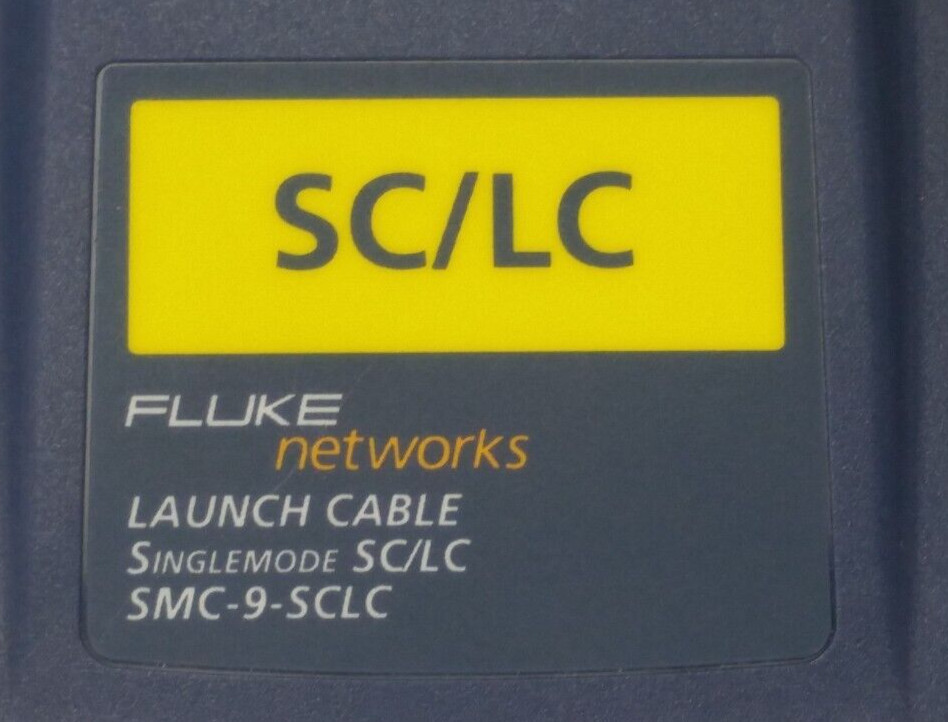 SC/LC
FLUKE
networks
LAUNCH CABLE
SINGLEMODE SC/LC
SMC-9-SCLC